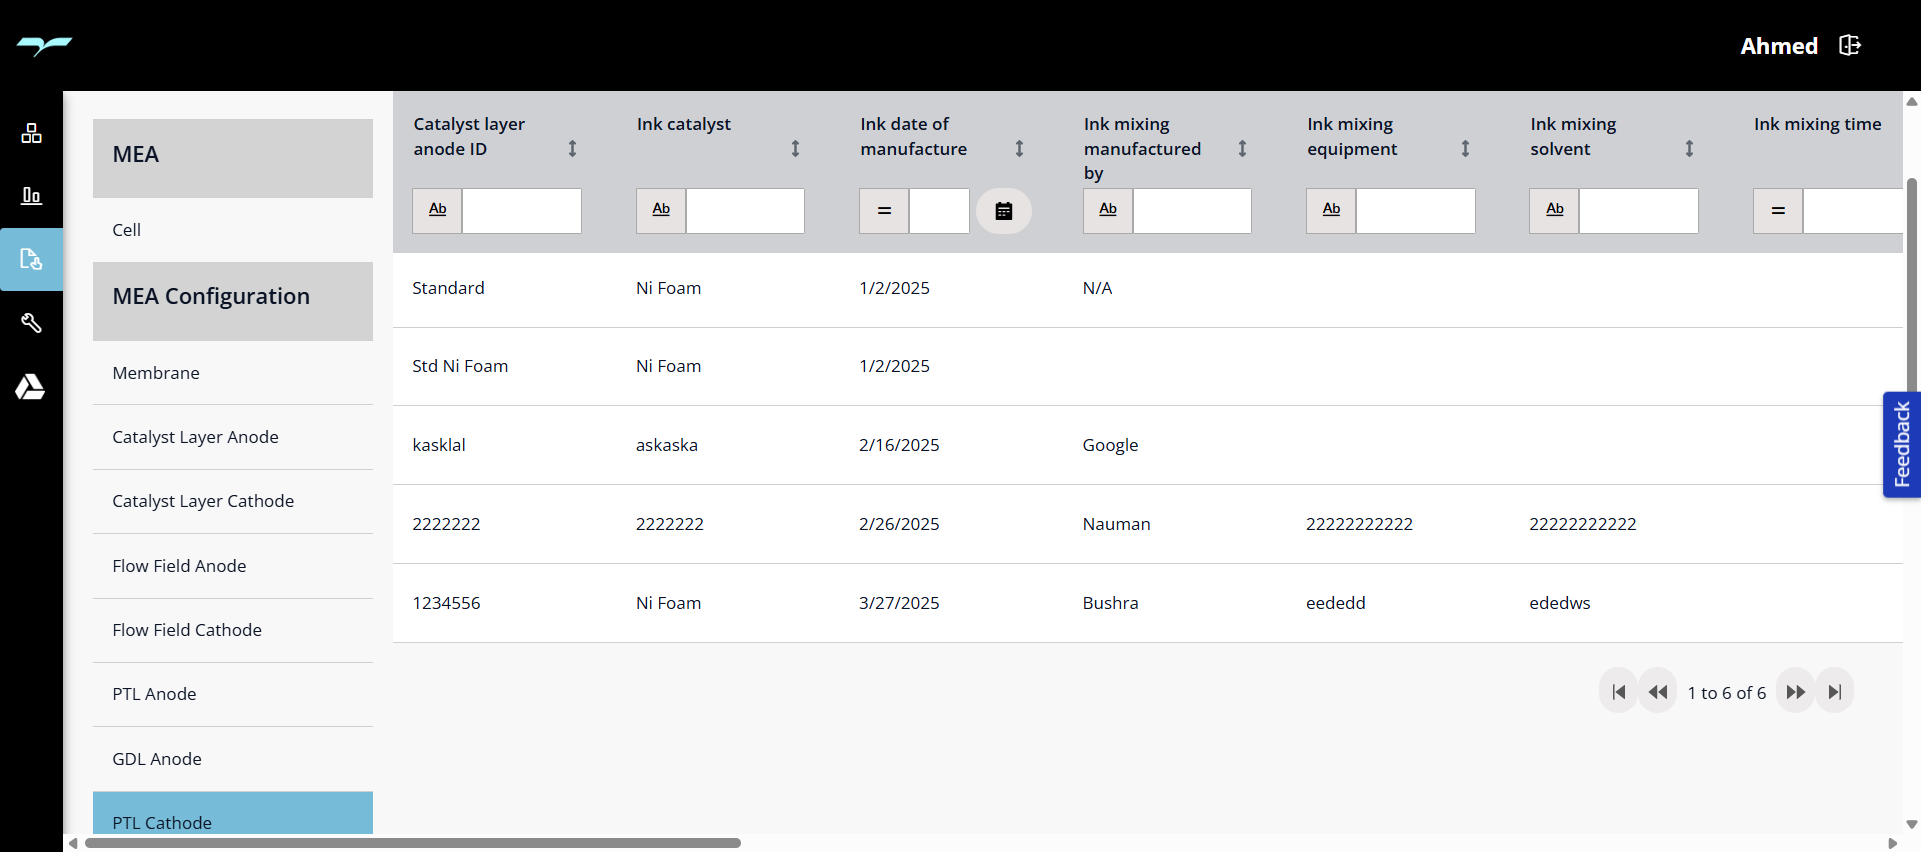 Ahmed
MEA
Cell
MEA Configuration
Membrane
Catalyst Layer Anode
Catalyst Layer Cathode
Flow Field Anode
Flow Field Cathode
PTL Anode
GDL Anode
PTL Cathode
Catalyst layer
anode ID
Ink catalyst
Ink date of
manufacture
Ink mixing
manufactured
by
Ink mixing
equipment
Ink mixing
solvent
Ink mixing time
Ab
Ab
=
Ab
Ab
Ab
=
Standard Ni Foam 1/2/2025 N/A
Std Ni Foam Ni Foam 1/2/2025
kasklal askaska 2/16/2025 Google
2222222 2222222 2/26/2025 Nauman 22222222222 22222222222
1234556 Ni Foam 3/27/2025 Bushra eededd ededws
1 to 6 of 6
Feedback